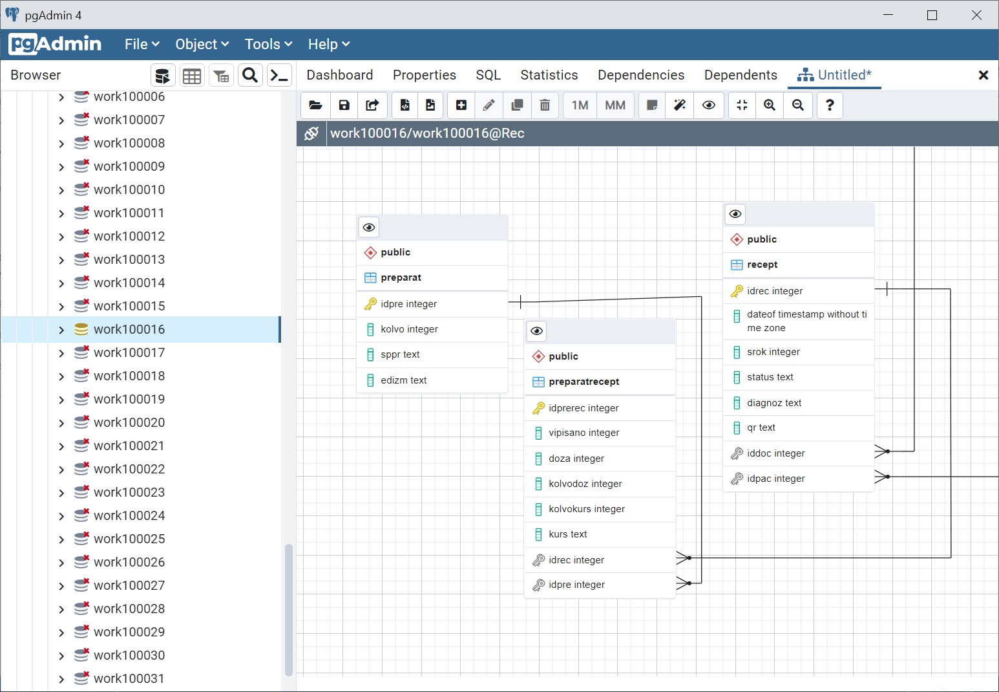 pgAdmin 4
pgAdmin File Object Tools Help
Browser
Dashboard Properties SQL Statistics Dependencies Dependents Untitled*
1M MM ?
work100016/work100016@Rec
work100006
work100007
work100008
work100009
work100010
work100011
work100012
work100013
work100014
work100015
work100016
work100017
work100018
work100019
work100020
work100021
work100022
work100023
work100024
work100025
work100026
work100027
work100028
work100029
work100030
work100031
public
preparat
idpre integer
kolvo integer
sppr text
edizm text
public
preparatrecept
idprerec integer
vipisano integer
doza integer
kolvodoz integer
kolvokurs integer
kurs text
idrec integer
idpre integer
public
recept
idrec integer
dateof timestamp without ti
me zone
srok integer
status text
diagnoz text
qr text
iddoc integer
idpac integer